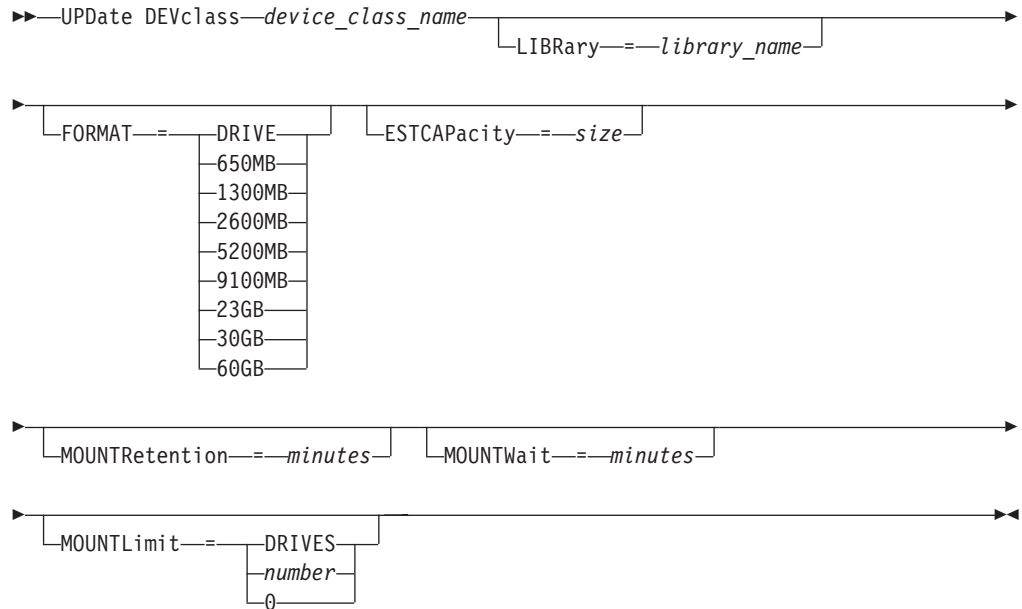 UPDate DEVclass device_class_name
LIBRary = library_name
FORMAT = DRIVE
650MB
1300MB
2600MB
5200MB
9100MB
23GB
30GB
60GB
ESTCAPacity = size
MOUNTRetention = minutes
MOUNTWait = minutes
MOUNTLimit = DRIVES
number
0